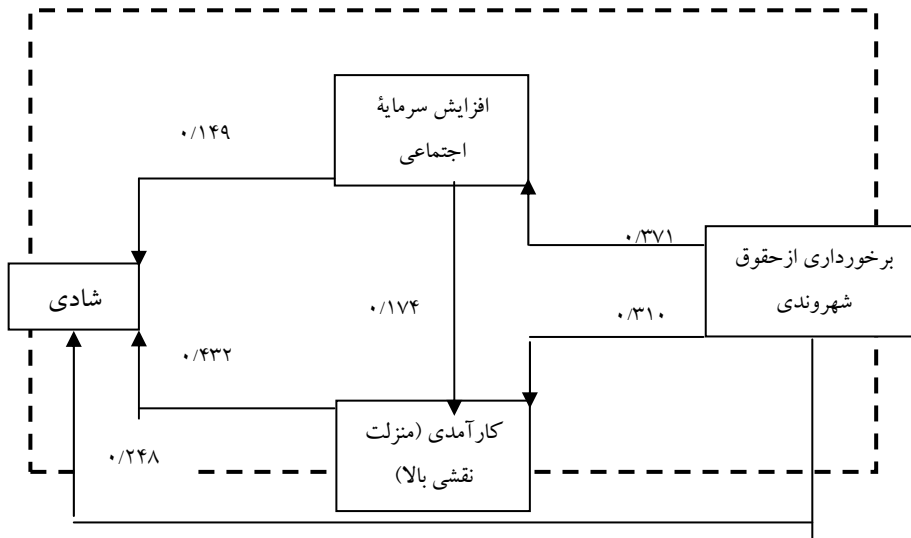 افزایش سرمایۀ
اجتماعی
۰/۱۴۹
۰/۳۷۱
برخورداری ازحقوق
شهروندی
شادی
۰/۱۷۴
۰/۳۱۰
۰/۴۳۲
کارآمدی (منزلت
نقشی بالا)
۰/۲۴۸